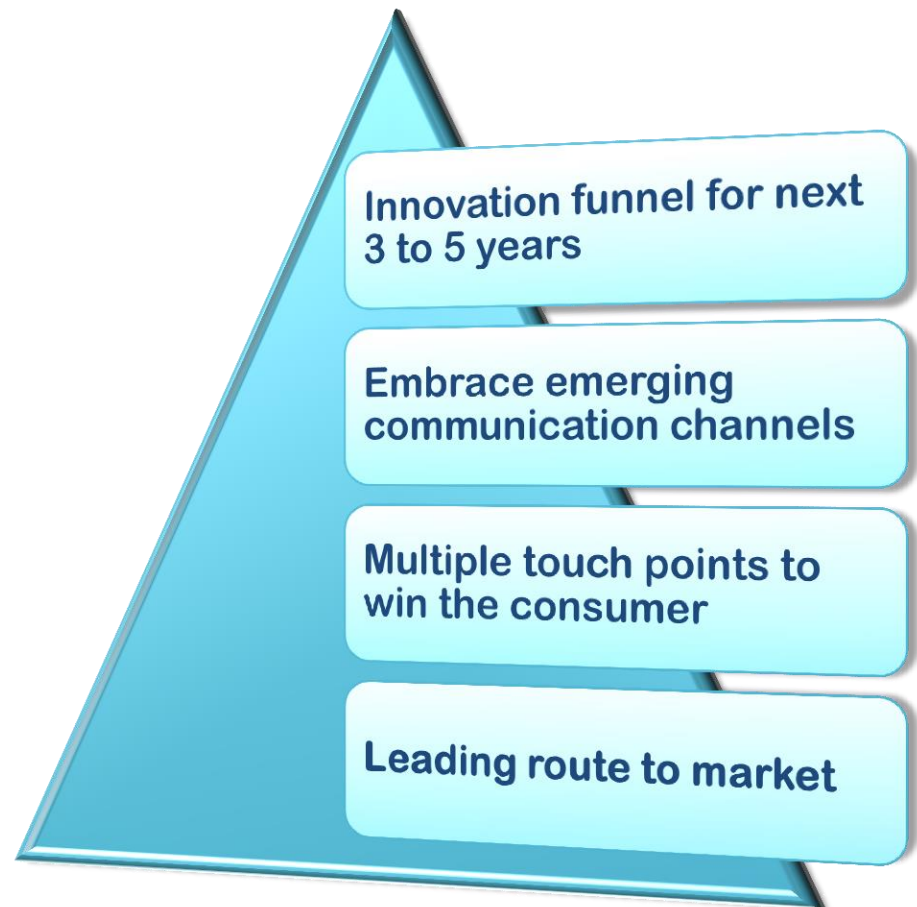 Innovation funnel for next
3 to 5 years
Embrace emerging
communication channels
Multiple touch points to
win the consumer
Leading route to market